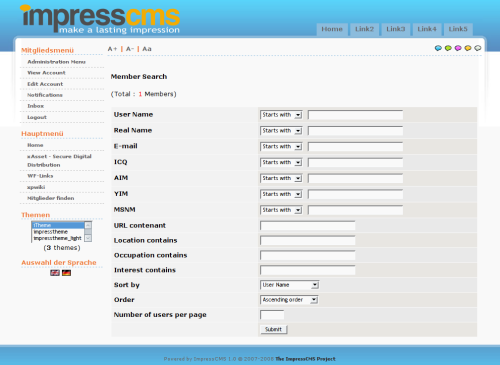 impresscms
make a lasting Impression
Home Link2 Link3 Link4 Link5
Mitgliedsmenü
Administration Menu
View Account
Edit Account
Notifications
Inbox
Logout
Hauptmenü
Home
xAsset - Secure Digital
Distribution
WF-Links
apwiki
Mitglieder finden
Themen
iTheme
impresstheme
impresstheme_light
(3 themes)
Auswahl der Sprache
A+ | A- | Aa
Member Search
(Total : 1 Members)
User Name Starts with
Real Name Starts with
E-mail Starts with
ICQ Starts with
AIM Starts with
YIM Starts with
MSNM Starts with
URL contenant
Location contains
Occupation contains
Interest contains
Sort by User Name
Order Ascending order
Number of users per page
Submit
Powered by ImpressCMS 1.0 © 2007-2008 The ImpressCMS Project